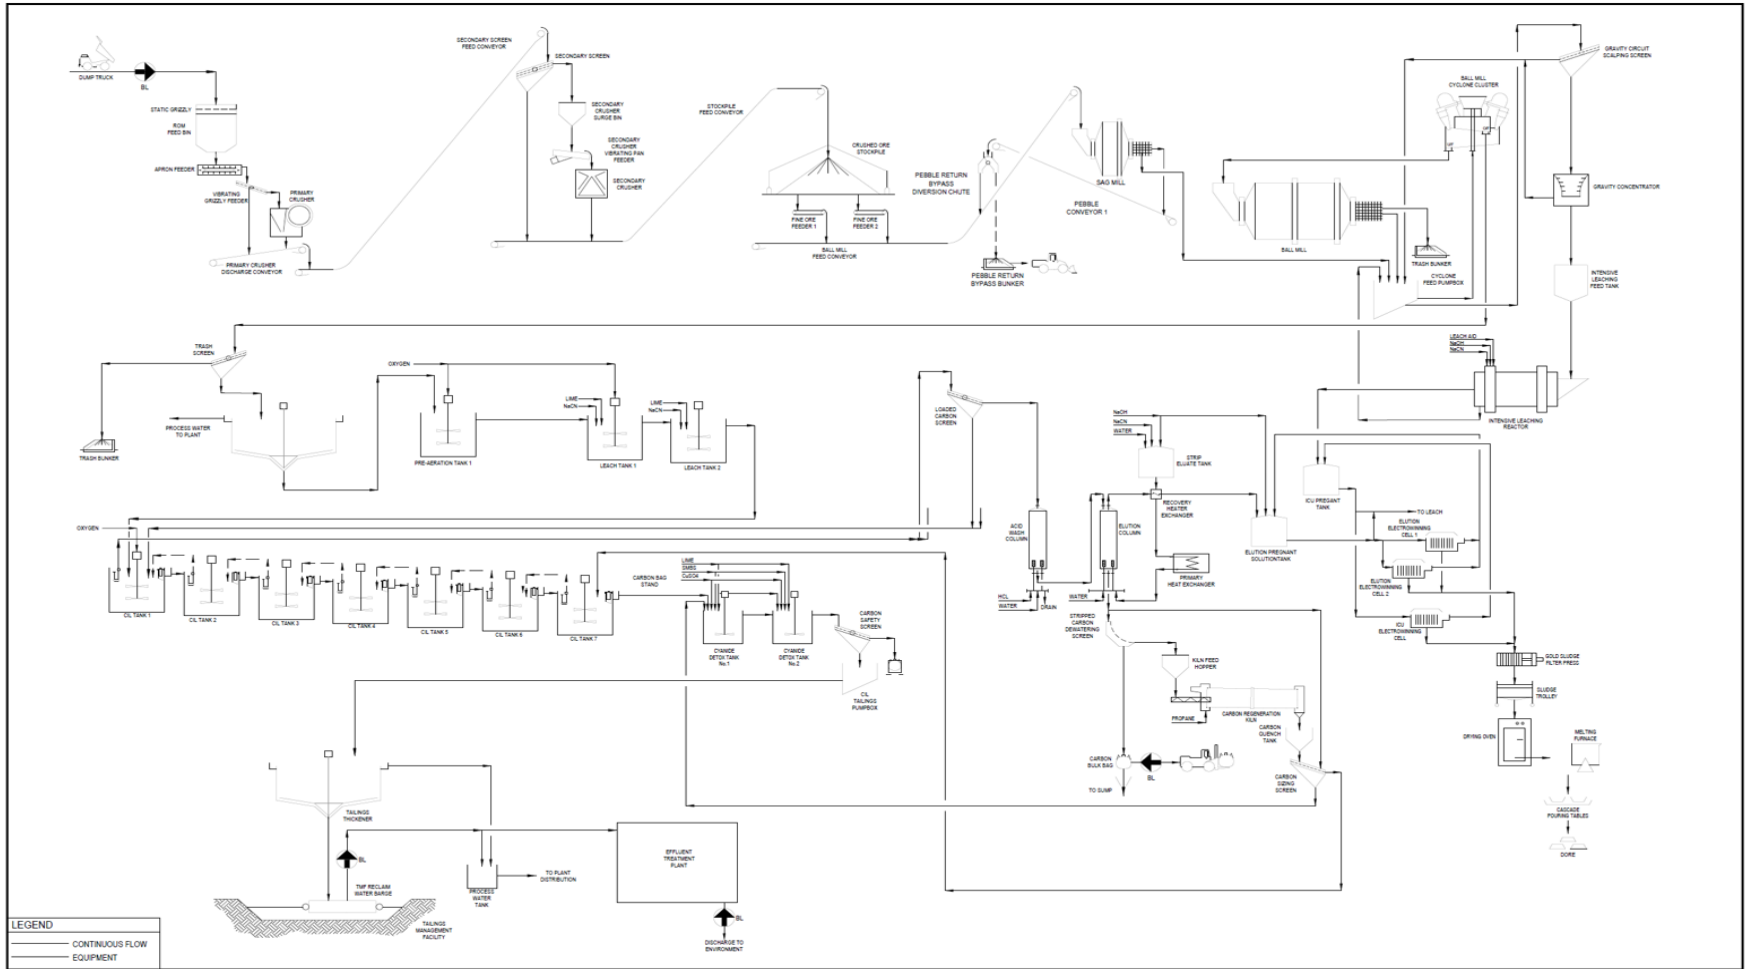 DUMP TRUCK
BL
STATIC GRIZZLY
ROM
FEED BIN
APRON FEEDER
VIBRATING
GRIZZLY FEEDER
PRIMARY
CRUSHER
PRIMARY CRUSHER
DISCHARGE CONVEYOR
SECONDARY SCREEN
FEED CONVEYOR
SECONDARY SCREEN
SECONDARY
CRUSHER
SURGE BIN
SECONDARY
CRUSHER
VIBRATING PAN
FEEDER
SECONDARY
CRUSHER
STOCKPILE
FEED CONVEYOR
CRUSHED ORE
STOCKPILE
FINE ORE
FEEDER 1
FINE ORE
FEEDER 2
BALL MILL
FEED CONVEYOR
PEBBLE RETURN
BYPASS
DIVERSION CHUTE
PEBBLE RETURN
BYPASS BUNKER
PEBBLE
CONVEYOR 1
SAG MILL
BALL MILL
CYCLONE CLUSTER
BALL MILL
TRASH BUNKER
CYCLONE
FEED PUMPBOX
GRAVITY CIRCUIT
SCALPING SCREEN
GRAVITY CONCENTRATOR
INTENSIVE
LEACHING
FEED TANK
LEACH AID
NaOH
NaCN
INTENSIVE LEACHING
REACTOR
TRASH
SCREEN
TRASH BUNKER
PROCESS WATER
TO PLANT
OXYGEN
PRE-AERATION TANK 1
LIME
NaCN
LEACH TANK 1
LIME
NaCN
LEACH TANK 2
LOADED
CARBON
SCREEN
NaOH
NaCN
WATER
STRIP
ELUATE TANK
RECOVERY
HEATER
EXCHANGER
ACID
WASH
COLUMN
ELUTION
COLUMN
PRIMARY
HEAT EXCHANGER
HCL
WATER
DRAIN
WATER
ELUTION PREGNANT
SOLUTIONTANK
ICU PREGANT
TANK
TO LEACH
ELUTION
ELECTROWINNING
CELL 1
ELUTION
ELECTROWINNING
CELL 2
ICU
ELECTROWINNING
CELL
OXYGEN
CIL TANK 1
CIL TANK 2
CIL TANK 3
CIL TANK 4
CIL TANK 5
CIL TANK 6
CIL TANK 7
CARBON BAG
STAND
LIME
SMBS
CuSO4
CYANIDE
DETOX TANK
No.1
CYANIDE
DETOX TANK
No.2
CARBON
SAFETY
SCREEN
CIL
TAILINGS
PUMPBOX
STRIPPED
CARBON
DEWATERING
SCREEN
KILN FEED
HOPPER
PROPANE
CARBON REGENERATION
KILN
CARBON
QUENCH
TANK
CARBON
SIZING
SCREEN
CARBON
BULK BAG
BL
TO SUMP
GOLD SLUDGE
FILTER PRESS
SLUDGE
TROLLEY
DRYING OVEN
MELTING
FURNACE
CASCADE
POURING TABLES
DORE
TAILINGS
THICKENER
BL
TMF RECLAIM
WATER BARGE
TAILINGS
MANAGEMENT
FACILITY
PROCESS
WATER
TANK
TO PLANT
DISTRIBUTION
EFFLUENT
TREATMENT
PLANT
BL
DISCHARGE TO
ENVIRONMENT
LEGEND
CONTINUOUS FLOW
EQUIPMENT